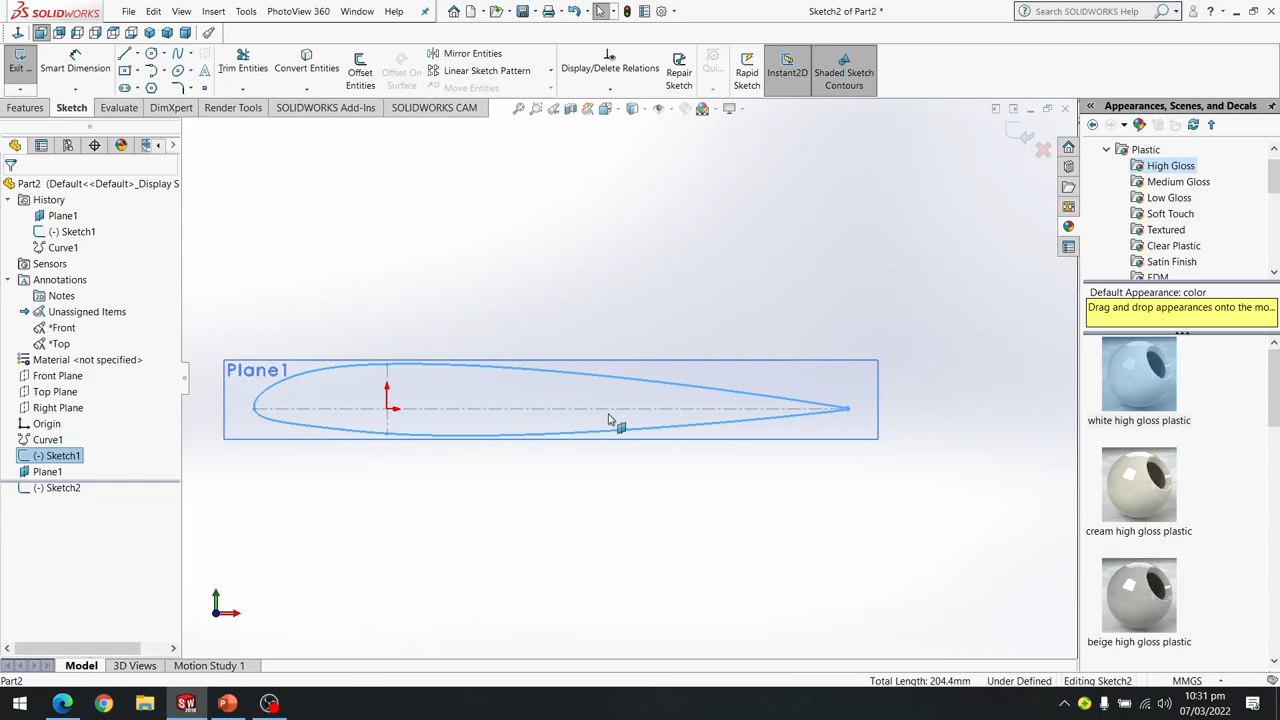 SOLIDWORKS
File
Edit
View
Insert
Tools
PhotoView 360
Window
Help
Sketch2 of Part2 *
Search SOLIDWORKS Help
Exit ...
Smart Dimension
Trim Entities
Convert Entities
Offset Entities
Offset On Surface
Mirror Entities
Linear Sketch Pattern
Move Entities
Display/Delete Relations
Repair Sketch
Qui...
Rapid Sketch
Instant2D
Shaded Sketch Contours
Features
Sketch
Evaluate
DimXpert
Render Tools
SOLIDWORKS Add-Ins
SOLIDWORKS CAM
Part2 (Default<<Default>_Display S
History
Plane1
(-) Sketch1
Curve1
Sensors
Annotations
Notes
Unassigned Items
*Front
*Top
Material <not specified>
Front Plane
Top Plane
Right Plane
Origin
Curve1
(-) Sketch1
Plane1
(-) Sketch2
Plane1
Appearances, Scenes, and Decals
Plastic
High Gloss
Medium Gloss
Low Gloss
Soft Touch
Textured
Clear Plastic
Satin Finish
EDM
Default Appearance: color
Drag and drop appearances onto the mo...
white high gloss plastic
cream high gloss plastic
beige high gloss plastic
Model
3D Views
Motion Study 1
Part2
Total Length: 204.4mm
Under Defined
Editing Sketch2
MMGS
10:31 pm
07/03/2022